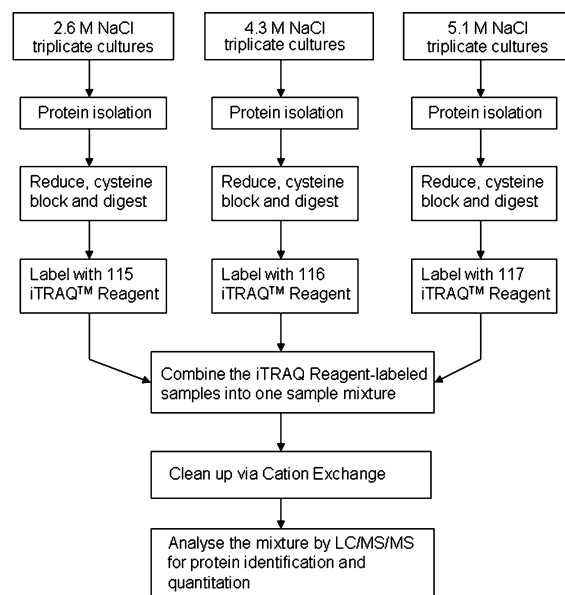 2.6 M NaCl
triplicate cultures
4.3 M NaCl
triplicate cultures
5.1 M NaCl
triplicate cultures
Protein isolation
Protein isolation
Protein isolation
Reduce, cysteine
block and digest
Reduce, cysteine
block and digest
Reduce, cysteine
block and digest
Label with 115
iTRAQ™ Reagent
Label with 116
iTRAQ™ Reagent
Label with 117
iTRAQ™ Reagent
Combine the iTRAQ Reagent-labeled
samples into one sample mixture
Clean up via Cation Exchange
Analyse the mixture by LC/MS/MS
for protein identification and
quantitation